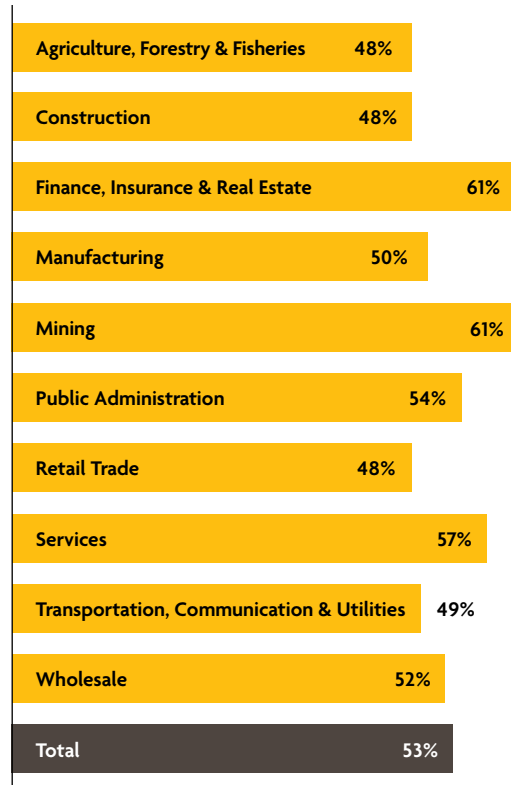 Agriculture, Forestry & Fisheries 48%
Construction 48%
Finance, Insurance & Real Estate 61%
Manufacturing 50%
Mining 61%
Public Administration 54%
Retail Trade 48%
Services 57%
Transportation, Communication & Utilities 49%
Wholesale 52%
Total 53%